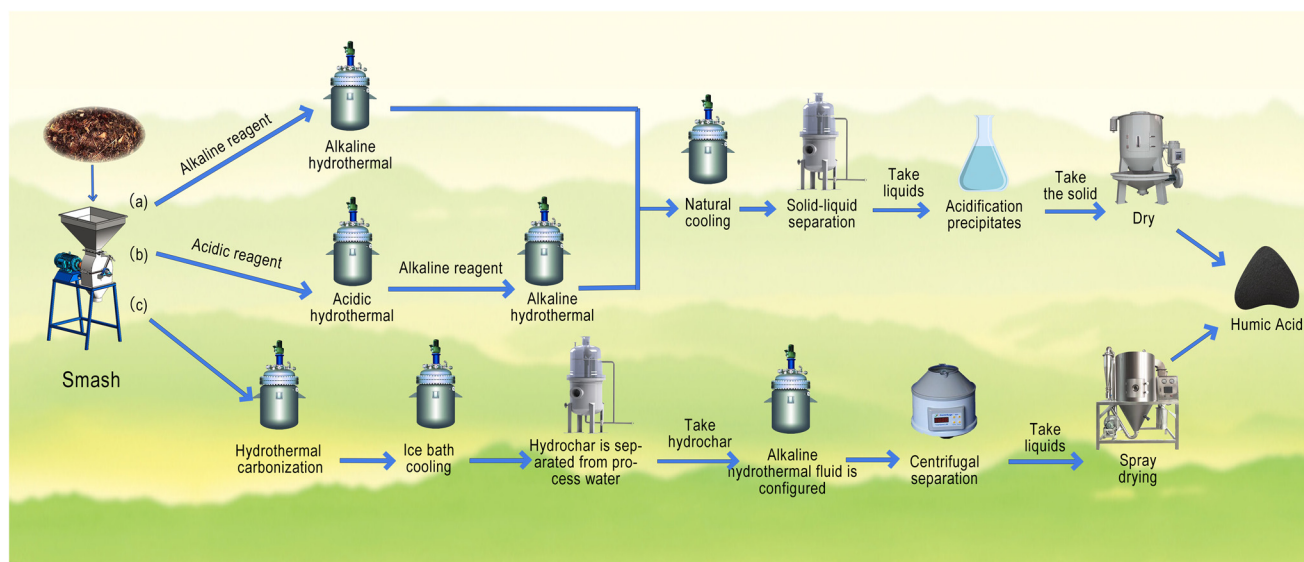 Alkaline reagent
Alkaline
hydrothermal
(a)
(b)
(c)
Smash
Acidic reagent
Acidic
hydrothermal
Alkaline reagent
Alkaline
hydrothermal
Natural
cooling
Solid-liquid
separation
Take
liquids
Acidification
precipitates
Take
the solid
Dry
Humic Acid
Hydrothermal
carbonization
Ice bath
cooling
Hydrochar is sep-
arated from pro-
cess water
Take
hydrochar
Alkaline
hydrothermal fluid is
configured
Centrifugal
separation
Take
liquids
Spray
drying